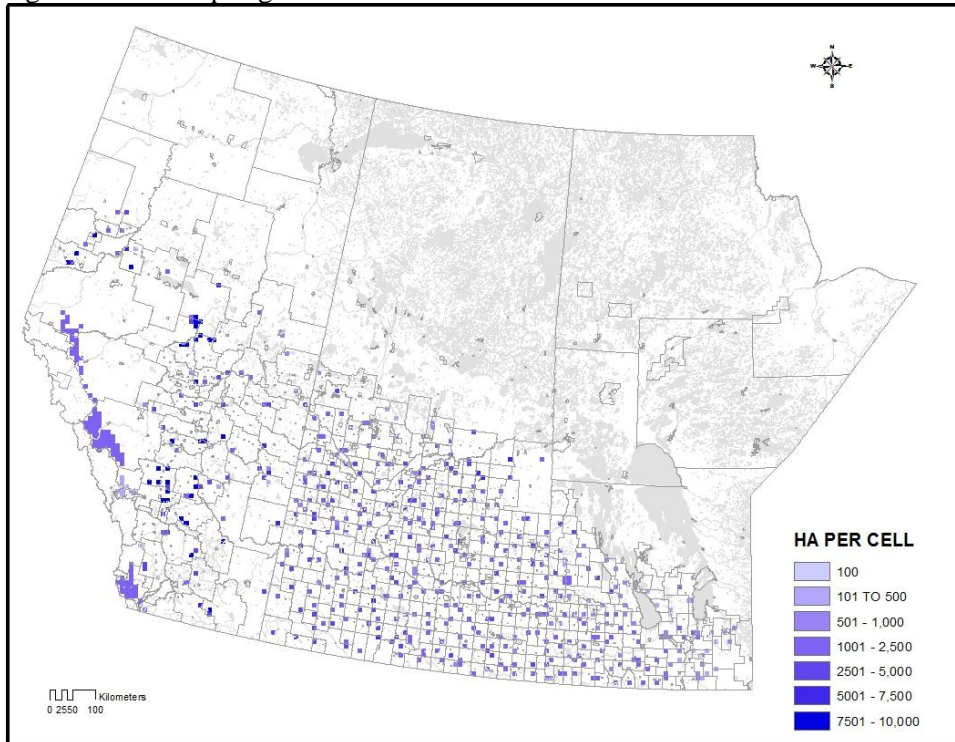 N
W E
S
HA PER CELL
100
101 TO 500
501 - 1,000
1001 - 2,500
2501 - 5,000
5001 - 7,500
7501 - 10,000
Kilometers
0 2550 100